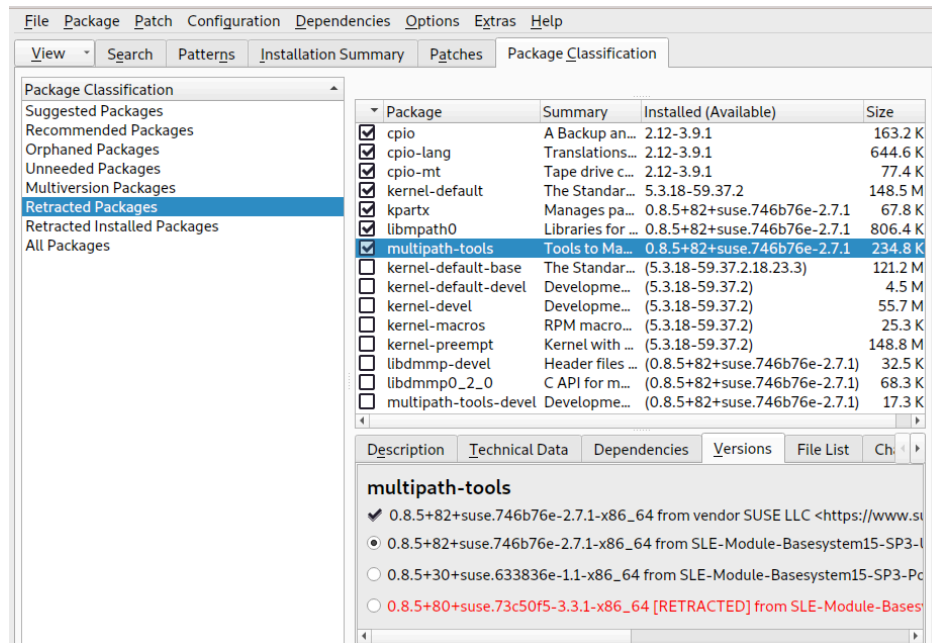 File Package Patch Configuration Dependencies Options Extras Help
View Search Patterns Installation Summary Patches Package Classification
Package Classification
Suggested Packages
Recommended Packages
Orphaned Packages
Unneeded Packages
Multiversion Packages
Retracted Packages
Retracted Installed Packages
All Packages
Package Summary Installed (Available) Size
cpio A Backup an... 2.12-3.9.1 163.2 K
cpio-lang Translations... 2.12-3.9.1 644.6 K
cpio-mt Tape drive c... 2.12-3.9.1 77.4 K
kernel-default The Standar... 5.3.18-59.37.2 148.5 M
kpartx Manages pa... 0.8.5+82+suse.746b76e-2.7.1 67.8 K
libmpath0 Libraries for ... 0.8.5+82+suse.746b76e-2.7.1 806.4 K
multipath-tools Tools to Ma... 0.8.5+82+suse.746b76e-2.7.1 234.8 K
kernel-default-base The Standar... (5.3.18-59.37.2.18.23.3) 121.2 M
kernel-default-devel Developme... (5.3.18-59.37.2) 4.5 M
kernel-devel Developme... (5.3.18-59.37.2) 55.7 M
kernel-macros RPM macro... (5.3.18-59.37.2) 25.3 K
kernel-preempt Kernel with ... (5.3.18-59.37.2) 148.8 M
libdmmp-devel Header files ... (0.8.5+82+suse.746b76e-2.7.1) 32.5 K
libdmmp0_2_0 C API for m... (0.8.5+82+suse.746b76e-2.7.1) 68.3 K
multipath-tools-devel Developme... (0.8.5+82+suse.746b76e-2.7.1) 17.3 K
Description Technical Data Dependencies Versions File List Ch
multipath-tools
0.8.5+82+suse.746b76e-2.7.1-x86_64 from vendor SUSE LLC <https://www.su
0.8.5+82+suse.746b76e-2.7.1-x86_64 from SLE-Module-Basesystem15-SP3-U
0.8.5+30+suse.633836e-1.1-x86_64 from SLE-Module-Basesystem15-SP3-Po
0.8.5+80+suse.73c50f5-3.3.1-x86_64 [RETRACTED] from SLE-Module-Bases